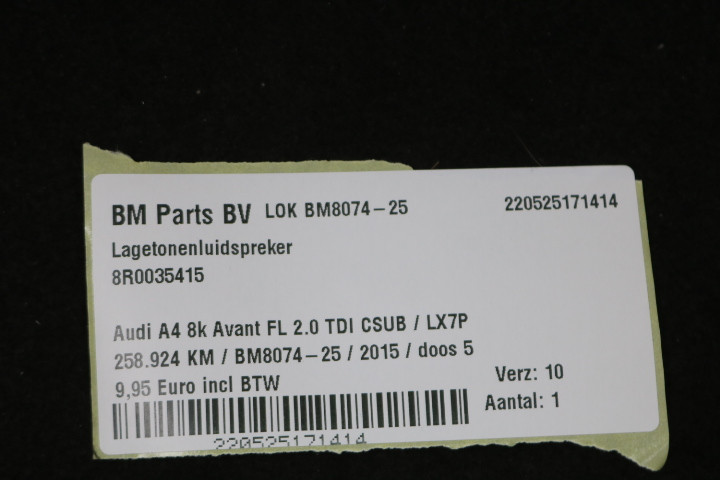 BM Parts BV LOK BM8074-25 220525171414
Lagetonenluidspreker
8R0035415
Audi A4 8k Avant FL 2.0 TDI CSUB / LX7P
258.924 KM / BM8074-25 / 2015 / doos 5
9,95 Euro incl BTW Verz: 10
Aantal: 1
220525171414